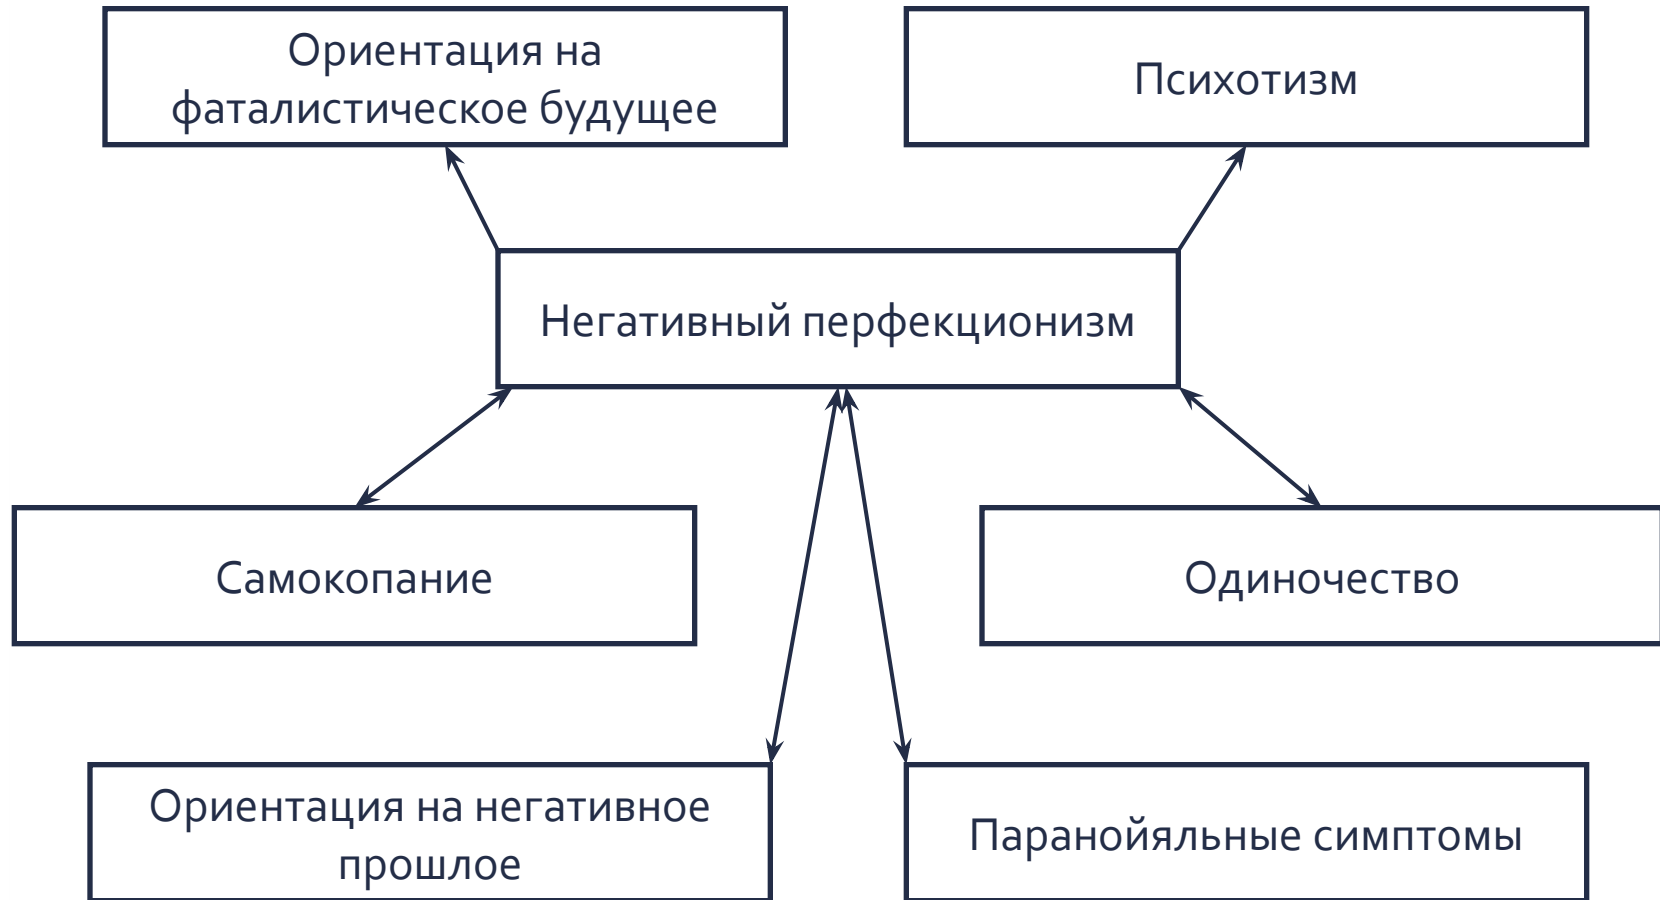 Ориентация на
фаталистическое будущее
Психотизм
Негативный перфекционизм
Самокопание
Одиночество
Ориентация на негативное
прошлое
Паранойяльные симптомы